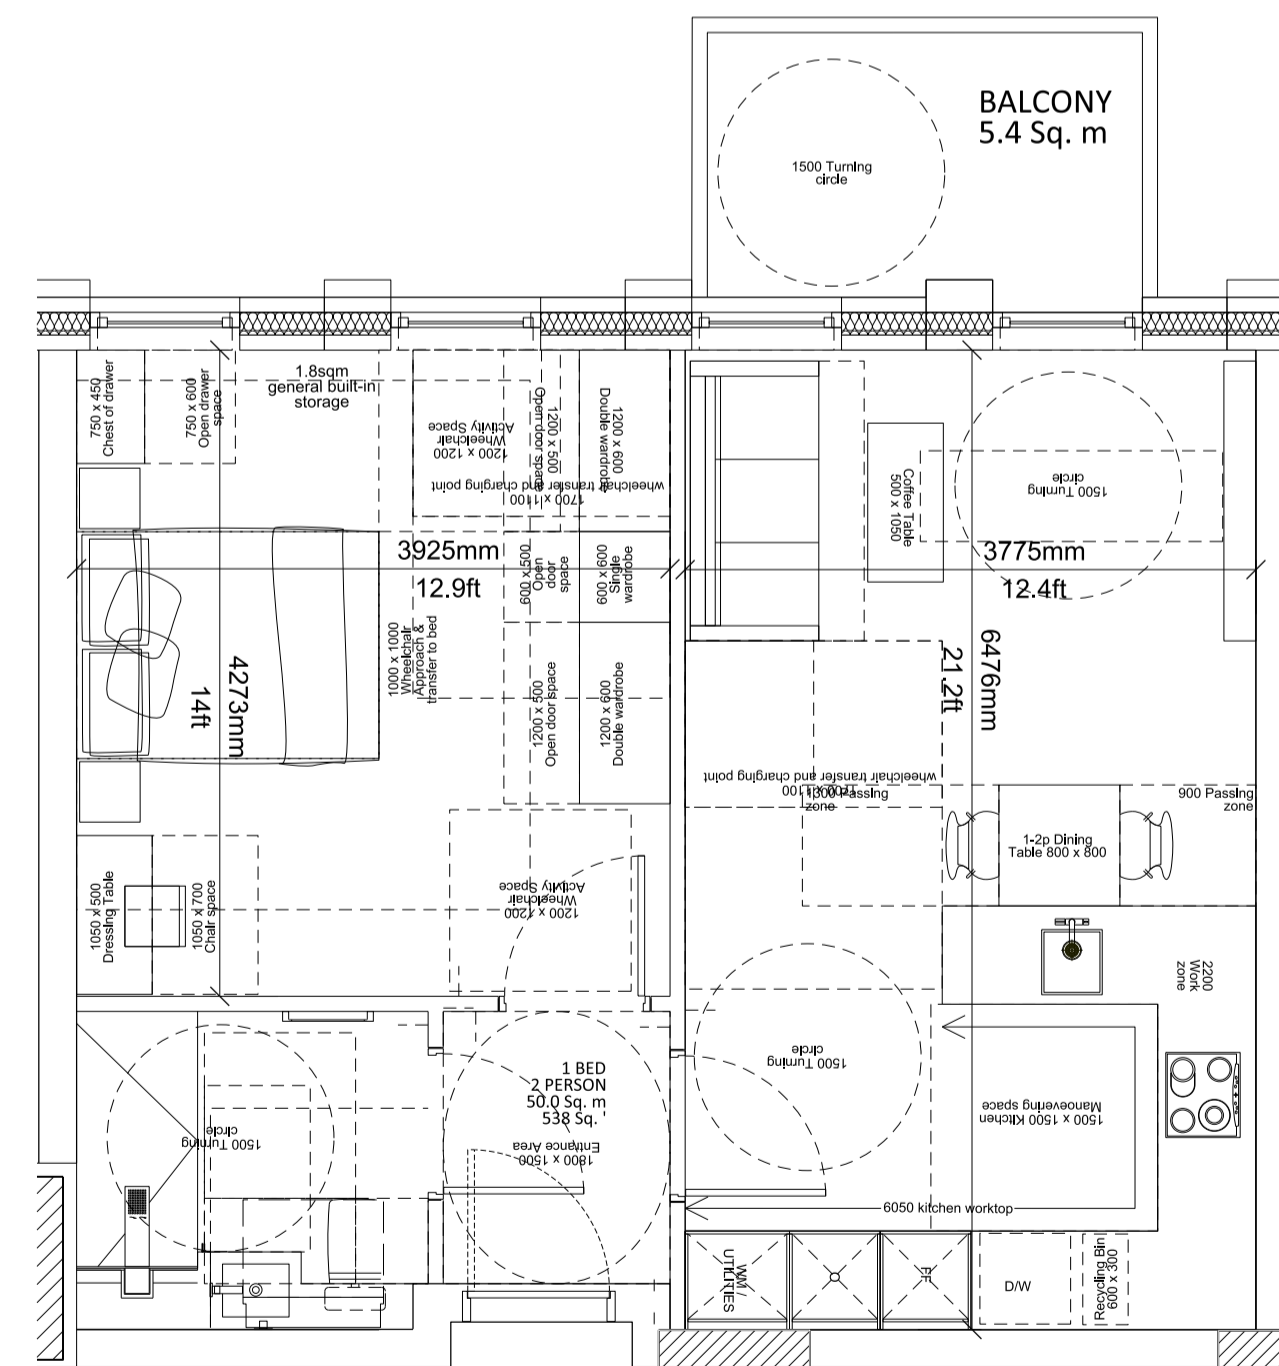 BALCONY
5.4 Sq. m
1500 Turning
circle
750 x 450
Chest of drawer
750 x 600
Open drawer
space
1.8sqm
general built-in
storage
1200 x 1200
Wheelchair
Activity Space
1200 x 500
Open door space
1200 x 600
Double wardrobe
1700 x 1100
wheelchair transfer and charging point
Coffee Table
500 x 1050
1500 Turning
circle
3925mm
12.9ft
600 x 500
Open
door
space
600 x 600
Single
wardrobe
3775mm
12.4ft
1000 x 1000
Wheelchair
Approach &
transfer to bed
4273mm
14ft
1200 x 500
Open door space
1200 x 600
Double wardrobe
6476mm
21.2ft
1700 x 1100
wheelchair transfer and charging point
1300 Passing
zone
900 Passing
zone
1-2p Dining
Table 800 x 800
1050 x 500
Dressing Table
1050 x 700
Chair space
1200 x 1200
Wheelchair
Activity Space
2200
Work
zone
1500 Turning
circle
1 BED
2 PERSON
50.0 Sq. m
538 Sq. '
1800 x 1500
Entrance Area
1500 Turning
circle
1500 x 1500 Kitchen
Manoevering space
6050 kitchen worktop
WM /
UTILITIES
FF
D/W
Recycling Bin
600 x 300